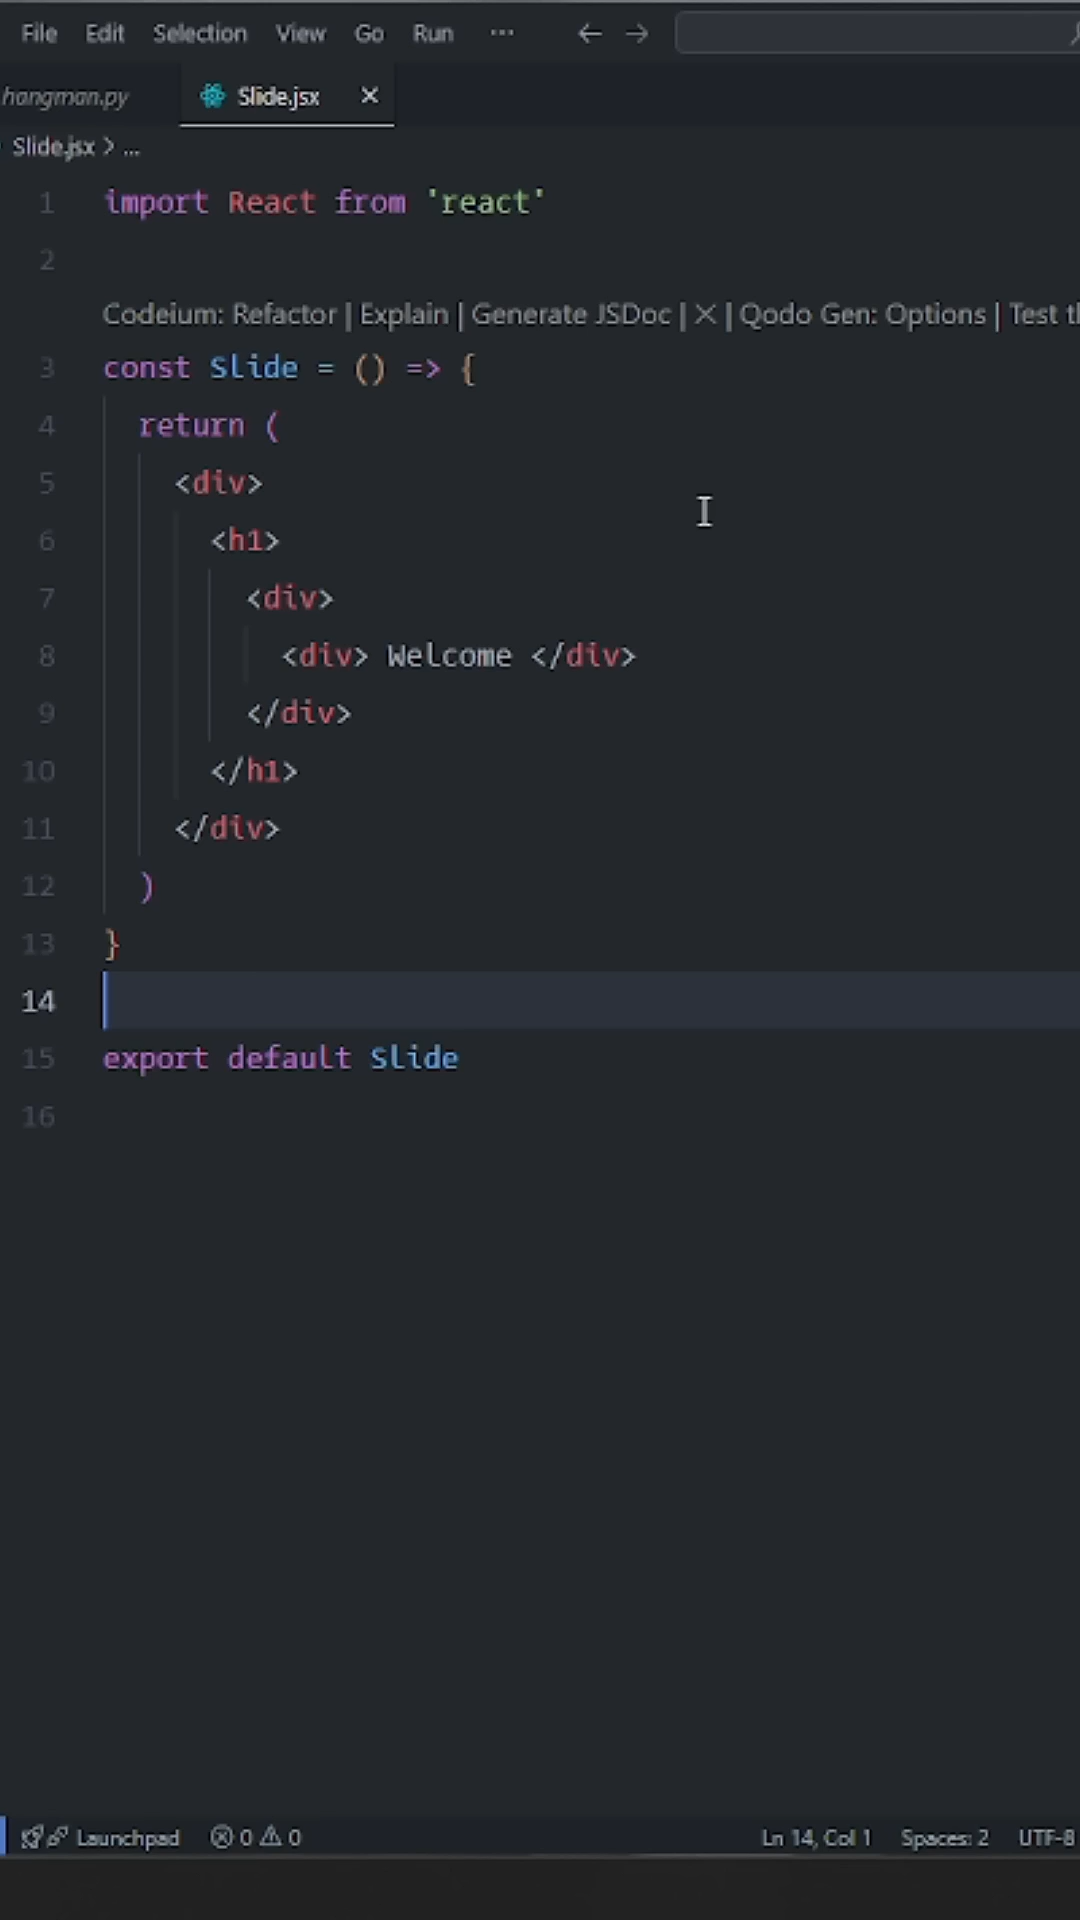 File Edit Selection View Go Run ...
hangman.py Slide.jsx
Slide.jsx > ...
1 import React from 'react'
2
Codeium: Refactor | Explain | Generate JSDoc | × | Qodo Gen: Options | Test
3 const Slide = () => {
4 return (
5 <div>
6 <h1>
7 <div>
8 <div> Welcome </div>
9 </div>
10 </h1>
11 </div>
12 )
13 }
14
15 export default Slide
16
Launchpad 0 0 Ln 14, Col 1 Spaces: 2 UTF-8